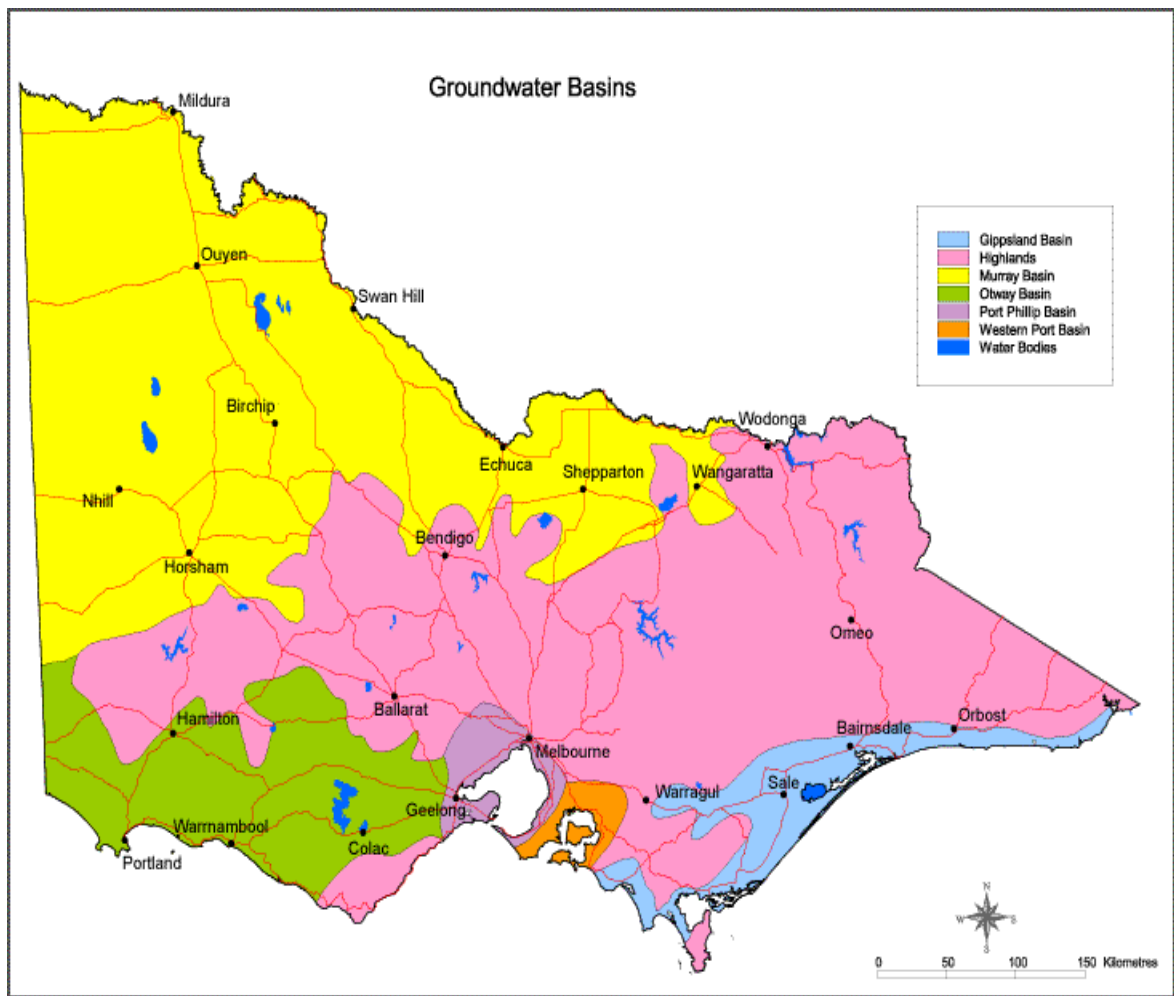 Groundwater Basins
Mildura
Ouyen
Swan Hill
Gippsland Basin
Highlands
Murray Basin
Otway Basin
Port Phillip Basin
Western Port Basin
Water Bodies
Birchip
Wodonga
Echuca
Shepparton
Wangaratta
Nhill
Bendigo
Horsham
Omeo
Ballarat
Hamilton
Melbourne
Bairnsdale
Orbost
Geelong
Warragul
Sale
Warrnambool
Colac
Portland
N
W S
S
0 50 100 150 Kilometres